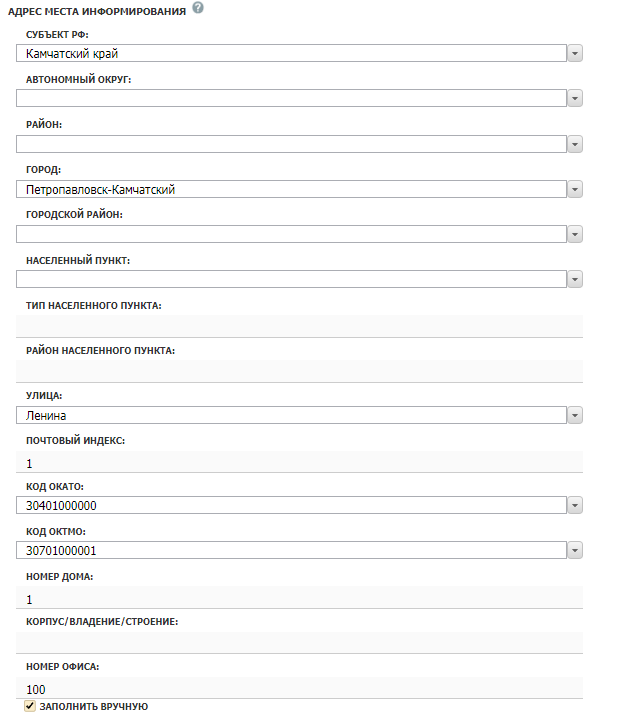 АДРЕС МЕСТА ИНФОРМИРОВАНИЯ ?
СУБЪЕКТ РФ:
Камчатский край
АВТОНОМНЫЙ ОКРУГ:
РАЙОН:
ГОРОД:
Петропавловск-Камчатский
ГОРОДСКОЙ РАЙОН:
НАСЕЛЕННЫЙ ПУНКТ:
ТИП НАСЕЛЕННОГО ПУНКТА:
РАЙОН НАСЕЛЕННОГО ПУНКТА:
УЛИЦА:
Ленина
ПОЧТОВЫЙ ИНДЕКС:
1
КОД ОКАТО:
30401000000
КОД ОКТМО:
30701000001
НОМЕР ДОМА:
1
КОРПУС/ВЛАДЕНИЕ/СТРОЕНИЕ:
НОМЕР ОФИСА:
100
ЗАПОЛНИТЬ ВРУЧНУЮ